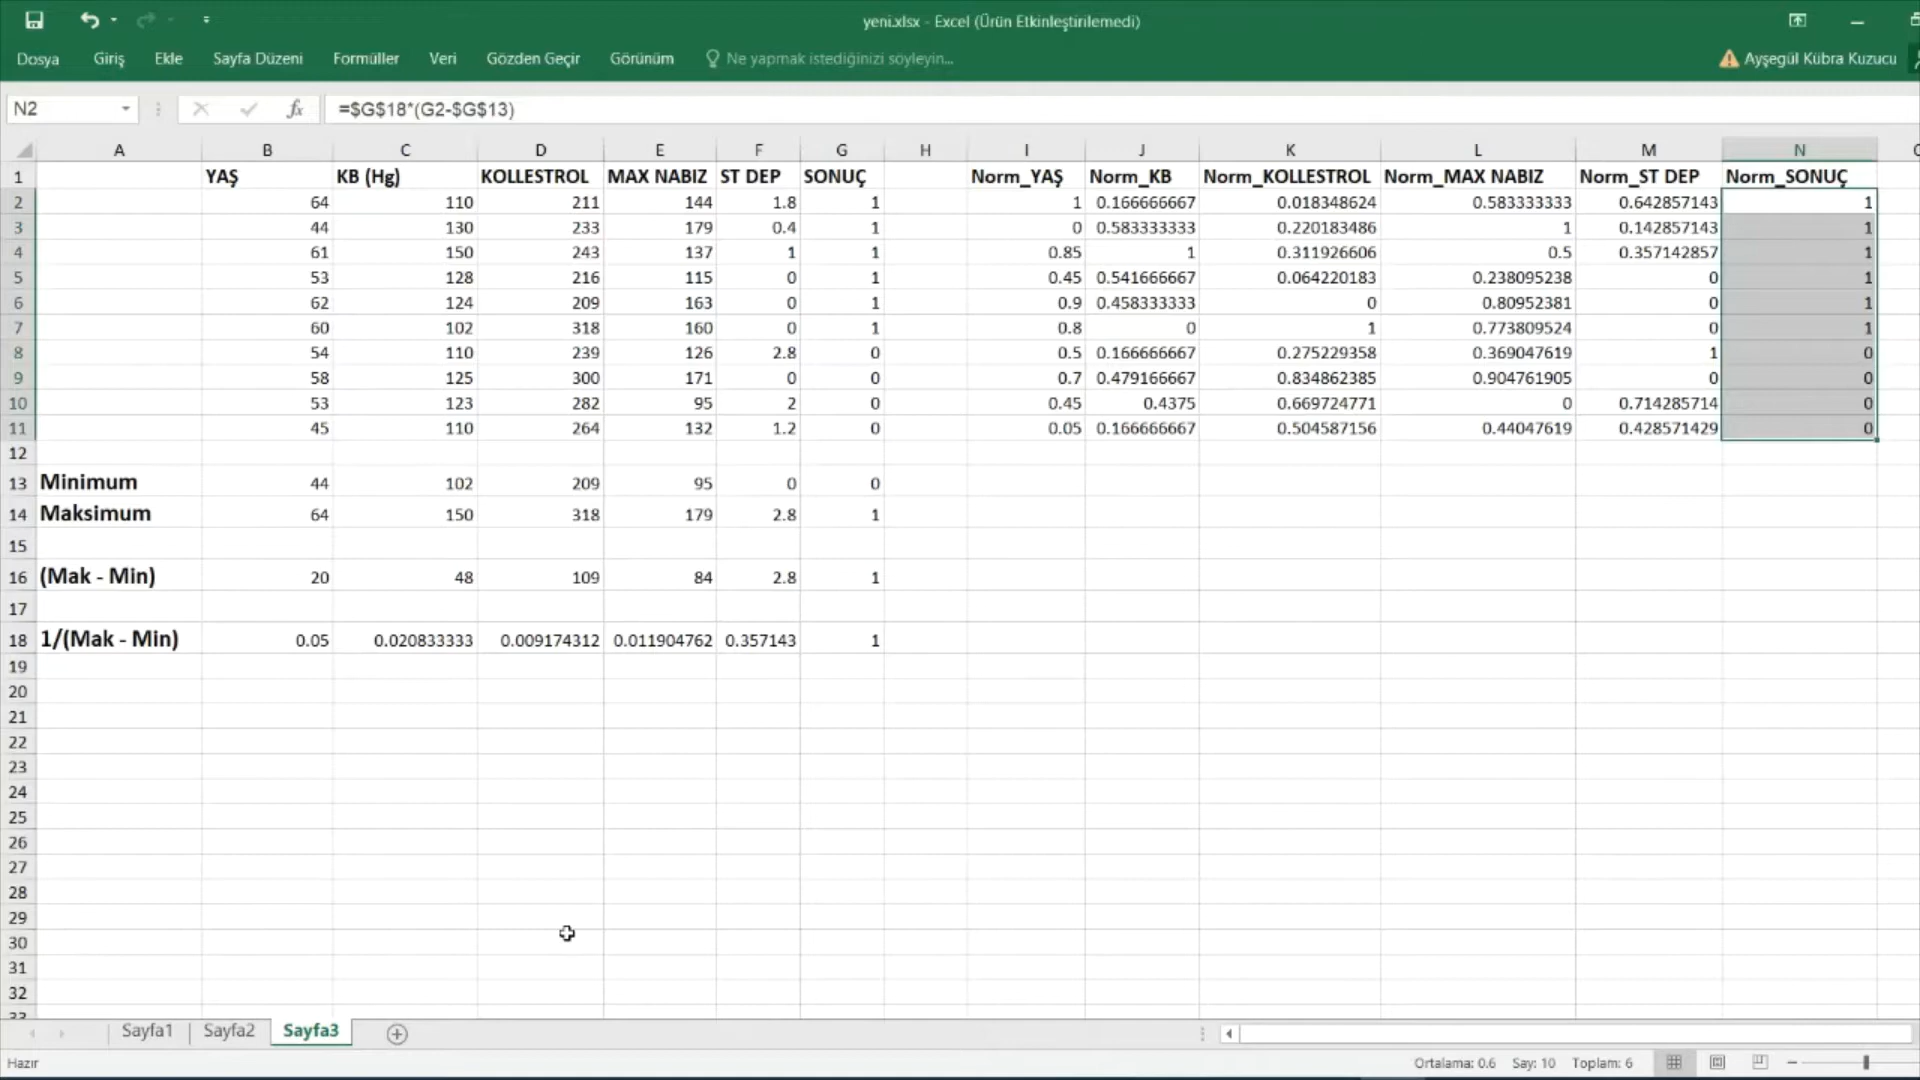 yeni.xlsx - Excel (Ürün Etkinleştirilemedi)
Dosya Giriş Ekle Sayfa Düzeni Formüller Veri Gözden Geçir Görünüm Ne yapmak istediğinizi söyleyin... Ayşegül Kübra Kuzucu
N2 fx =$G$18*(G2-$G$13)
A B C D E F G H I J K L M N
1 YAŞ KB (Hg) KOLLESTROL MAX NABIZ ST DEP SONUÇ Norm_YAŞ Norm_KB Norm_KOLLESTROL Norm_MAX NABIZ Norm_ST DEP Norm_SONUÇ
2 64 110 211 144 1.8 1 1 0.166666667 0.018348624 0.583333333 0.642857143 1
3 44 130 233 179 0.4 1 0 0.583333333 0.220183486 1 0.142857143 1
4 61 150 243 137 1 1 0.85 1 0.311926606 0.5 0.357142857 1
5 53 128 216 115 0 1 0.45 0.541666667 0.064220183 0.238095238 0 1
6 62 124 209 163 0 1 0.9 0.458333333 0 0.80952381 0 1
7 60 102 318 160 0 1 0.8 0 1 0.773809524 0 1
8 54 110 239 126 2.8 0 0.5 0.166666667 0.275229358 0.369047619 1 0
9 58 125 300 171 0 0 0.7 0.479166667 0.834862385 0.904761905 0 0
10 53 123 282 95 2 0 0.45 0.4375 0.669724771 0 0.714285714 0
11 45 110 264 132 1.2 0 0.05 0.166666667 0.504587156 0.44047619 0.428571429 0
12
13 Minimum 44 102 209 95 0 0
14 Maksimum 64 150 318 179 2.8 1
15
16 (Mak - Min) 20 48 109 84 2.8 1
17
18 1/(Mak - Min) 0.05 0.020833333 0.009174312 0.011904762 0.357143 1
19
20
21
22
23
24
25
26
27
28
29
30
31
32
33
Sayfa1 Sayfa2 Sayfa3
Hazır Ortalama: 0.6 Say: 10 Toplam: 6